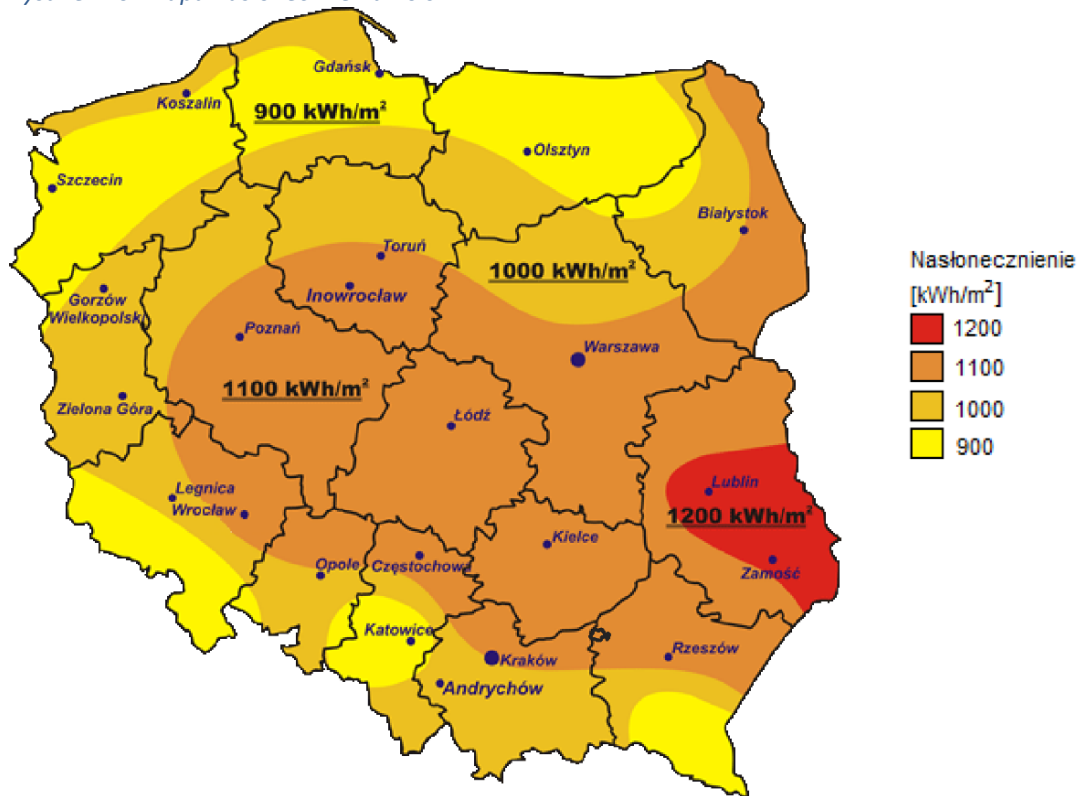 Gdańsk
Koszalin
900 kWh/m²
Olsztyn
Szczecin
Białystok
Toruń
1000 kWh/m²
Gorzów
Wielkopolski
Inowrocław
Poznań
Warszawa
1100 kWh/m²
Zielona Góra
Łódź
Legnica
Wrocław
Lublin
1200 kWh/m²
Kielce
Opole
Częstochowa
Zamość
Katowice
Kraków
Rzeszów
Andrychów
Nasłonecznienie
[kWh/m²]
1200
1100
1000
900